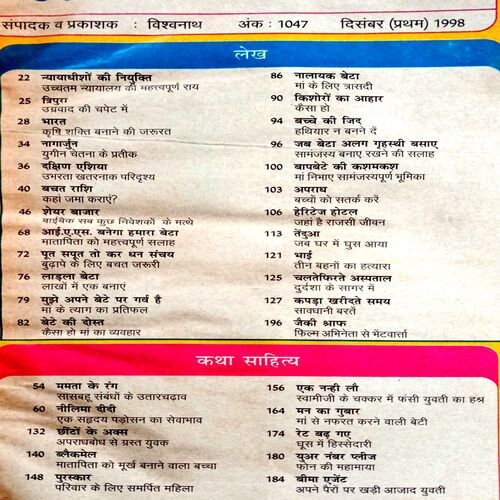 संपादक व प्रकाशक : विश्वनाथ अंक : 1047 दिसंबर (प्रथम) 1998
लेख
22 न्यायाधीशों की नियुक्ति
उच्चतम न्यायालय की महत्त्वपूर्ण राय
25 त्रिपुरा
उग्रवाद की चपेट में
28 भारत
कृषि शक्ति बनाने की जरूरत
34 नागार्जुन
युगीन चेतना के प्रतीक
36 दक्षिण एशिया
उभरता खतरनाक परिदृश्य
40 बचत राशि
कहां जमा कराएं?
46 शेयर बाजार
बाईबैक सब कुछ निवेशकों के मत्थे
68 आई.ए.एस. बनेगा हमारा बेटा
मातापिता को महत्त्वपूर्ण सलाह
72 पूत सपूत तो कर धन संचय
बुढ़ापे के लिए बचत जरूरी
76 लाड़ला बेटा
लाखों में एक बनाएं
79 मुझे अपने बेटे पर गर्व है
मां के त्याग का प्रतिफल
82 बेटे की दोस्त
कैसा हो मां का व्यवहार
86 नालायक बेटा
मां के लिए त्रासदी
90 किशोरों का आहार
कैसा हो
94 बच्चे की जिद
हथियार न बनने दें
96 जब बेटा अलग गृहस्थी बसाए
सामंजस्य बनाए रखने की सलाह
100 बापबेटे की कशमकश
मां निभाए सामंजस्यपूर्ण भूमिका
103 अपराध
बच्चों को सतर्क करें
106 हेरिटेज होटल
जहां है राजसी जीवन
113 तेंदुआ
जब घर में घुस आया
121 भाई
तीन बहनों का हत्यारा
125 चलतेफिरते अस्पताल
दुर्दशा के सागर में
127 कपड़ा खरीदते समय
सावधानी बरतें
196 जैकी श्राफ
फिल्म अभिनेता से भेंटवार्त्ता
कथा साहित्य
54 ममता के रंग
सासबहू संबंधों के उतारचढ़ाव
60 नीलिमा दीदी
एक सहृदय पड़ोसन का सेवाभाव
132 छींटों के अक्स
अपराधबोध से ग्रस्त युवक
140 ब्लैकमेल
मातापिता को मूर्ख बनाने वाला बच्चा
148 पुरस्कार
परिवार के लिए समर्पित महिला
156 एक नन्ही लौ
स्वामीजी के चक्कर में फंसी युवती का हश्र
164 मन का गुबार
मां से नफरत करने वाली बेटी
174 रेट बढ़ गए
घूस में हिस्सेदारी
180 युअर नंबर प्लीज
फोन की महामाया
184 बीमा एजेंट
अपने पैरों पर खड़ी आजाद युवती